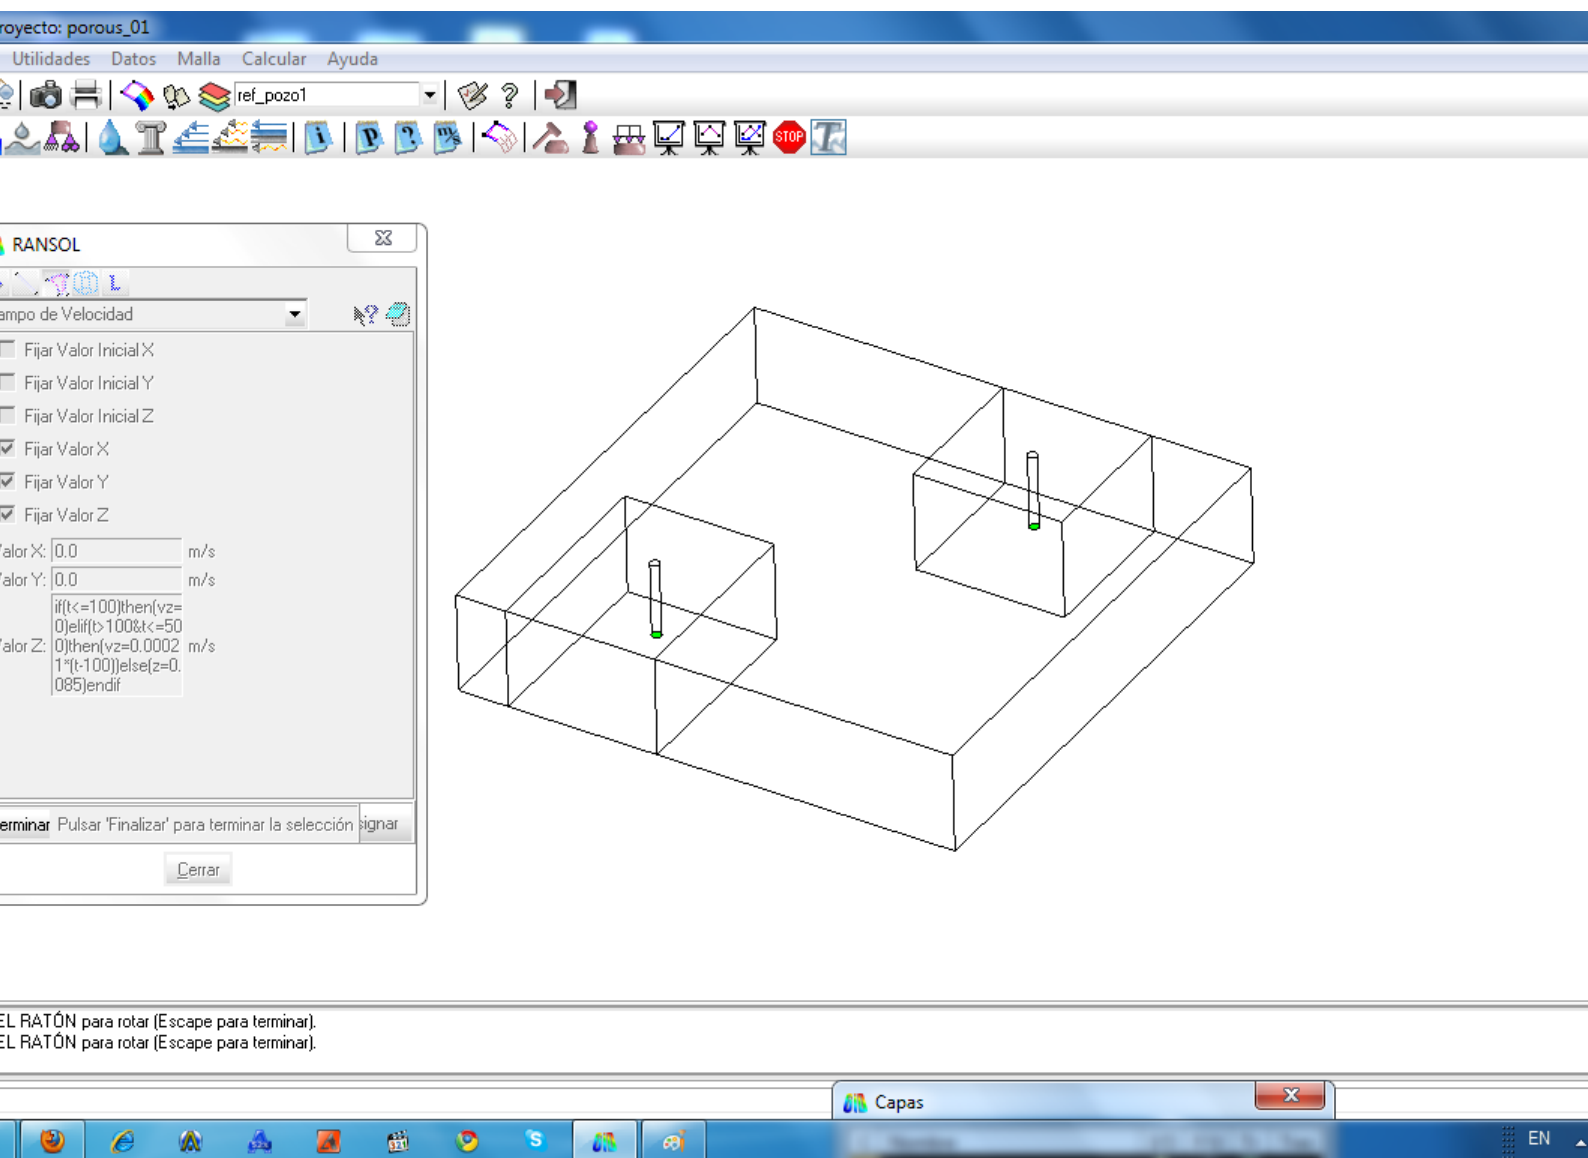 royecto: porous_01
Utilidades Datos Malla Calcular Ayuda
ref_pozo1
STOP
RANSOL
L
ampo de Velocidad
Fijar Valor Inicial X
Fijar Valor Inicial Y
Fijar Valor Inicial Z
Fijar Valor X
Fijar Valor Y
Fijar Valor Z
alor X: 0.0 m/s
alor Y: 0.0 m/s
alor Z: if(t<=100)then(vz=
0)elif(t>100&t<=50
0)then(vz=0.0002 m/s
1*(t-100))else(z=0.
085)endif
erminar Pulsar 'Finalizar' para terminar la selección ignar
Cerrar
EL RATÓN para rotar (Escape para terminar).
EL RATÓN para rotar (Escape para terminar).
Capas
321
EN